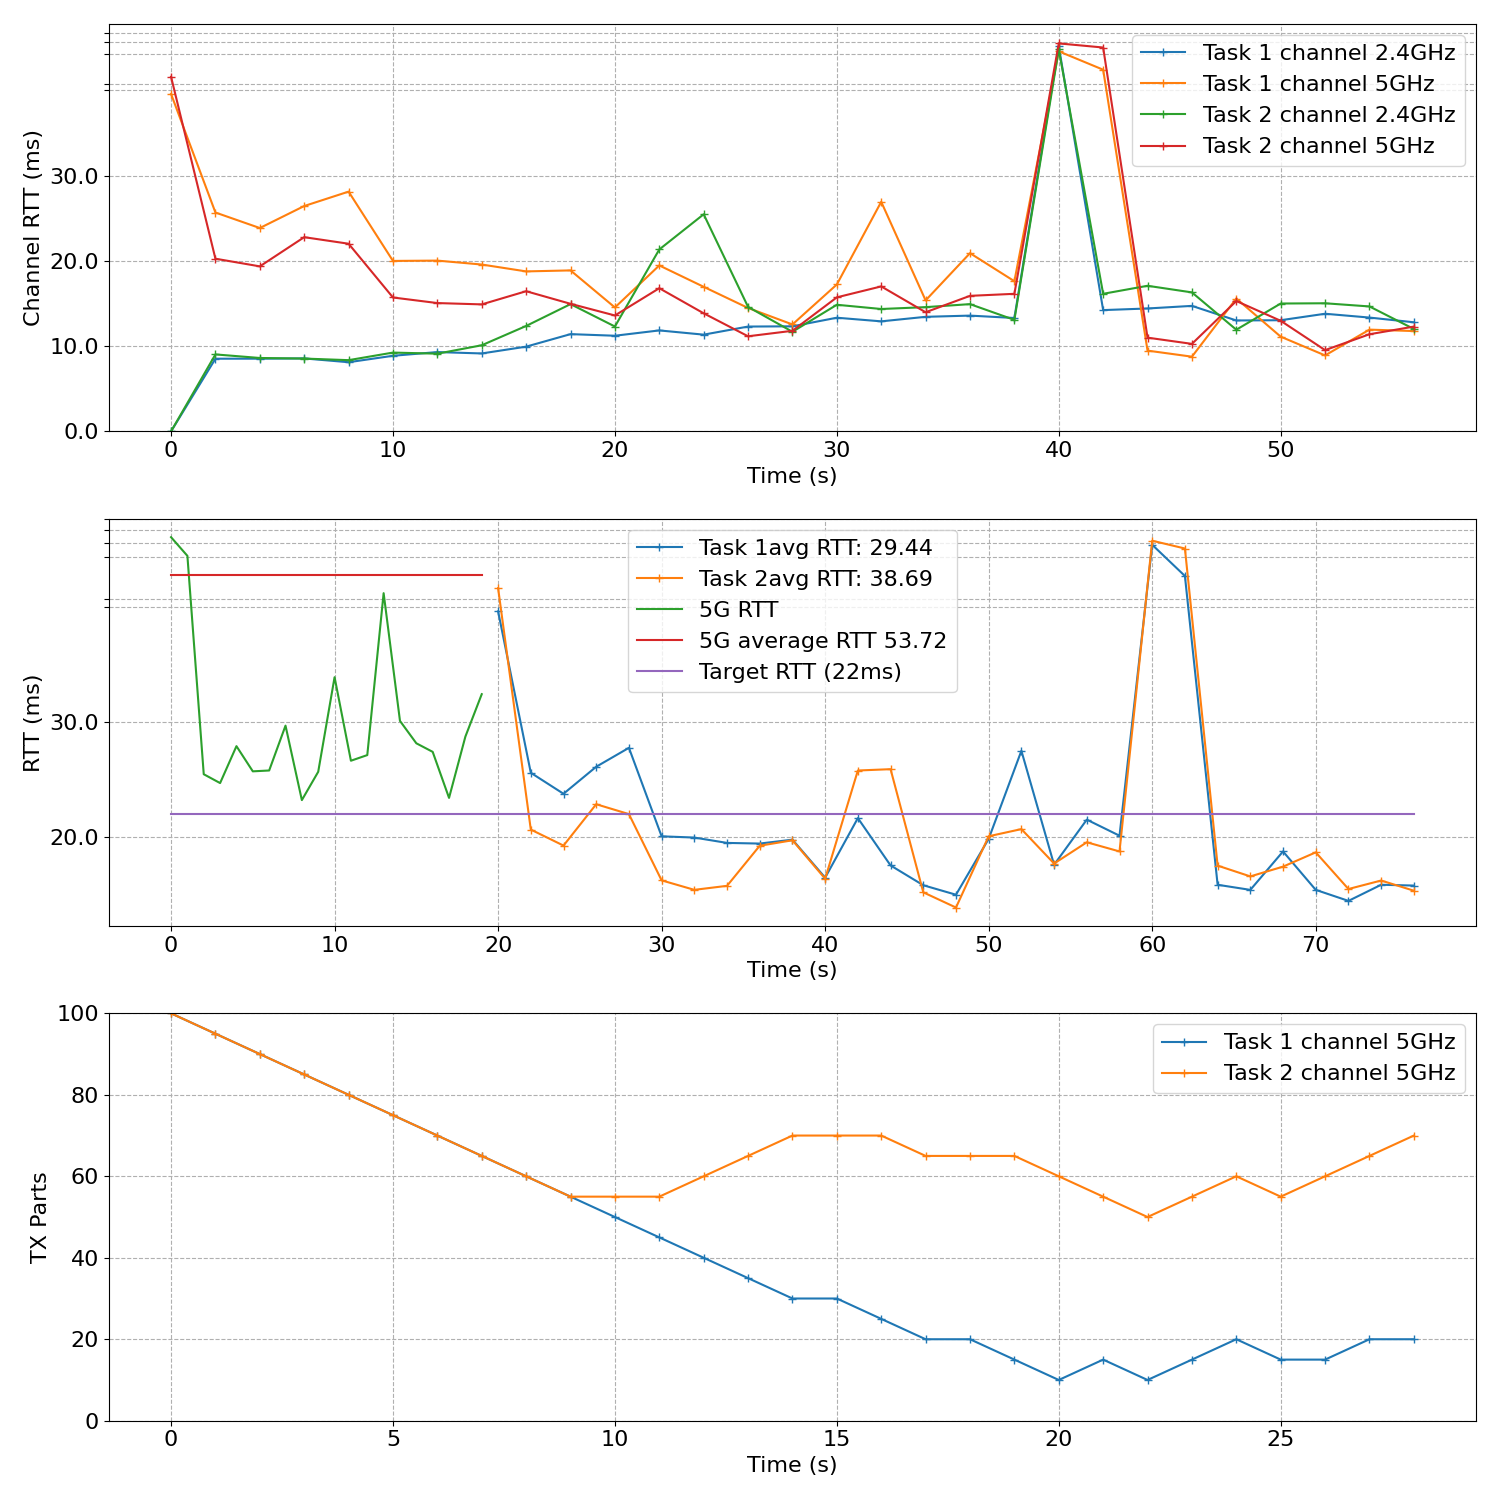 Channel RTT (ms)
30.0
20.0
10.0
0.0
Task 1 channel 2.4GHz
Task 1 channel 5GHz
Task 2 channel 2.4GHz
Task 2 channel 5GHz
0 10 20 30 40 50
Time (s)
RTT (ms)
30.0
20.0
Task 1avg RTT: 29.44
Task 2avg RTT: 38.69
5G RTT
5G average RTT 53.72
Target RTT (22ms)
0 10 20 30 40 50 60 70
Time (s)
TX Parts
100
80
60
40
20
0
Task 1 channel 5GHz
Task 2 channel 5GHz
0 5 10 15 20 25
Time (s)